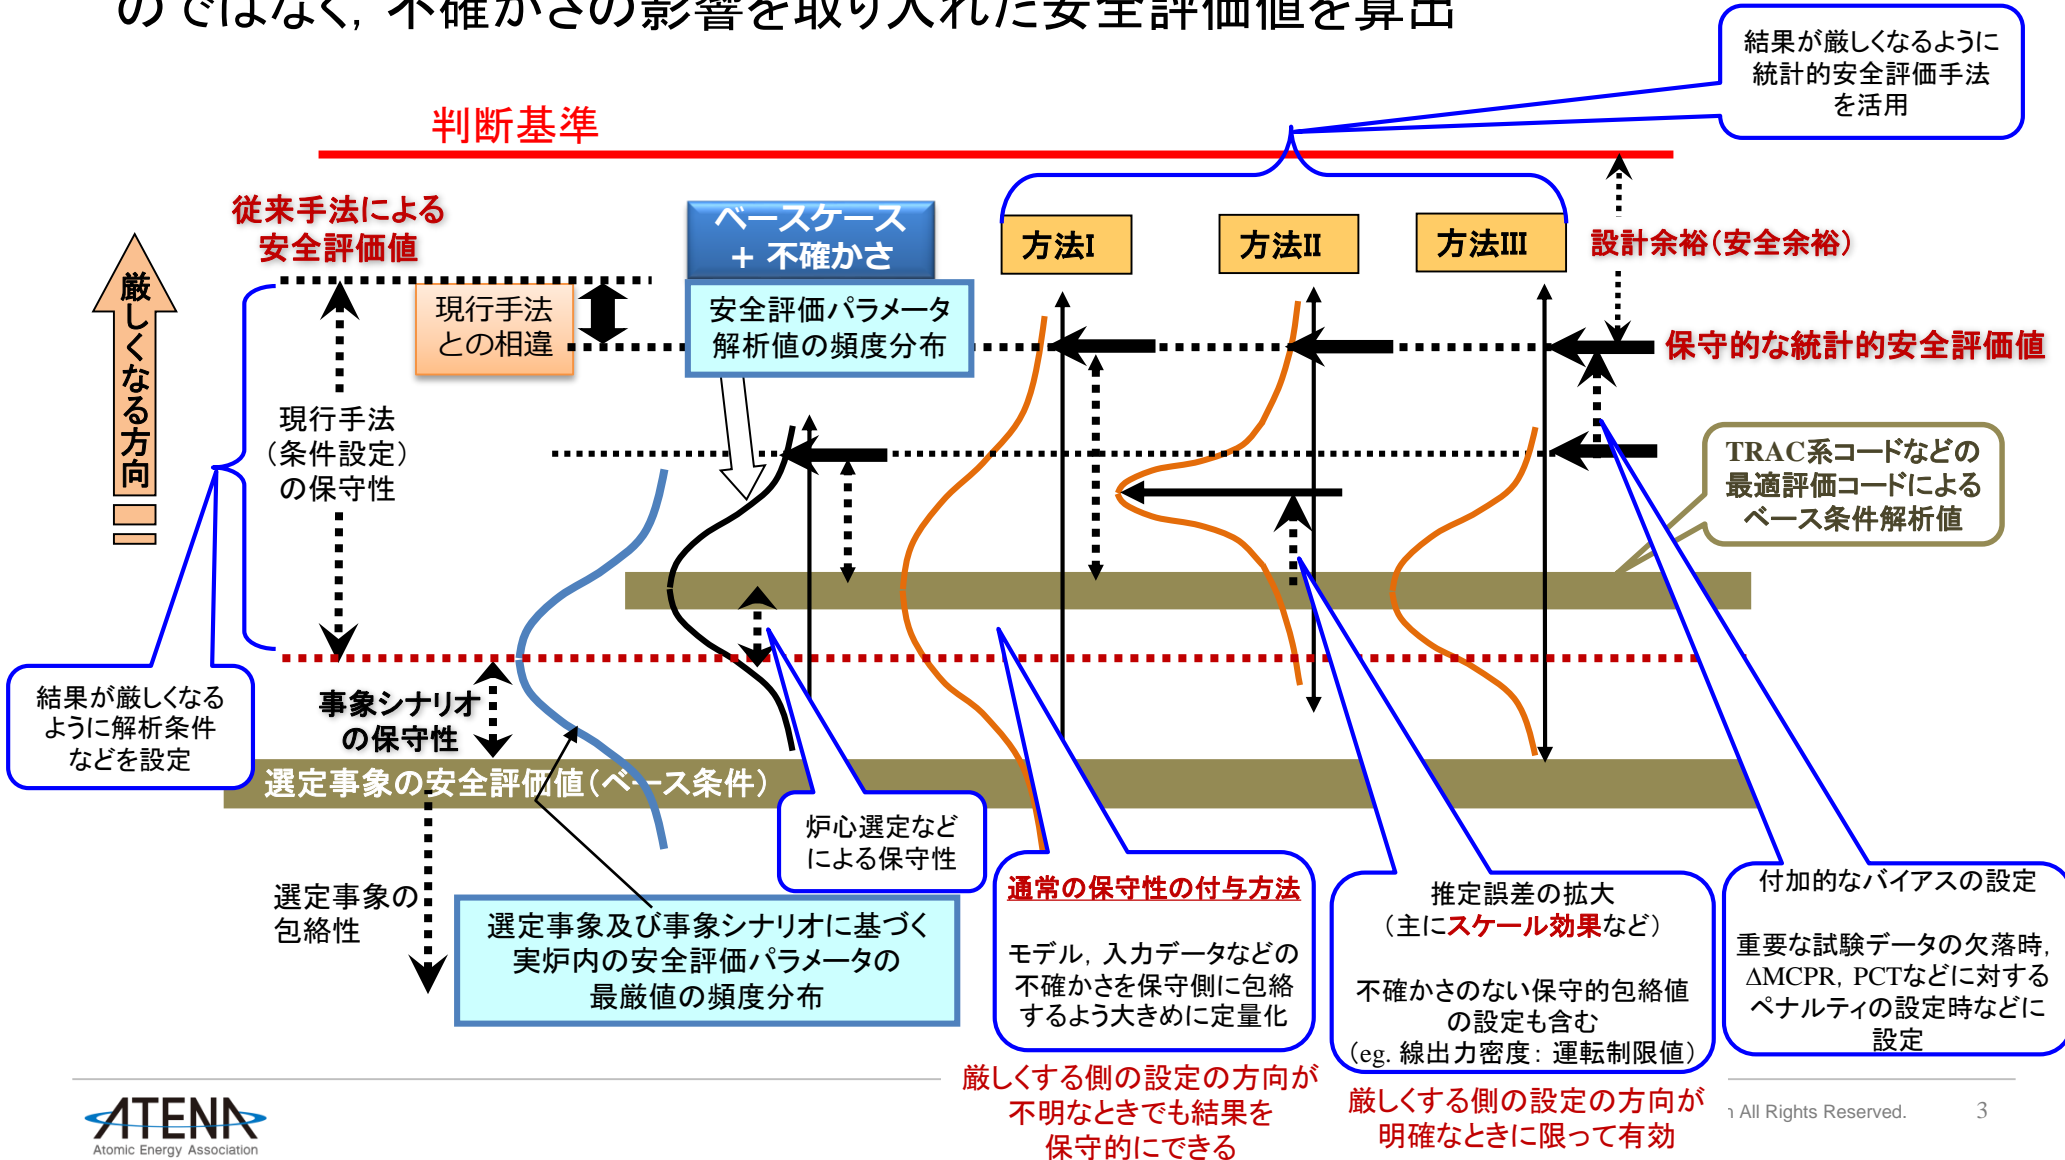 のではなく，不確かさの影響を取り入れた安全評価値を算出
結果が厳しくなるように
統計的安全評価手法
を活用
判断基準
従来手法による
安全評価値
ベースケース
+ 不確かさ
方法I
方法II
方法III
設計余裕（安全余裕）
厳しくなる方向
現行手法
との相違
安全評価パラメータ
解析値の頻度分布
保守的な統計的安全評価値
現行手法
（条件設定）
の保守性
TRAC系コードなどの
最適評価コードによる
ベース条件解析値
結果が厳しくなる
ように解析条件
などを設定
事象シナリオ
の保守性
選定事象の安全評価値（ベース条件）
炉心選定など
による保守性
選定事象の
包絡性
選定事象及び事象シナリオに基づく
実炉内の安全評価パラメータの
最厳値の頻度分布
通常の保守性の付与方法
モデル，入力データなどの
不確かさを保守側に包絡
するよう大きめに定量化
推定誤差の拡大
（主にスケール効果など）
不確かさのない保守的包絡値
の設定も含む
（eg. 線出力密度：運転制限値）
付加的なバイアスの設定
重要な試験データの欠落時，
ΔMCPR，PCTなどに対する
ペナルティの設定時などに
設定
厳しくする側の設定の方向が
不明なときでも結果を
保守的にできる
厳しくする側の設定の方向が
明確なときに限って有効
ATENA
Atomic Energy Association
All Rights Reserved.
3